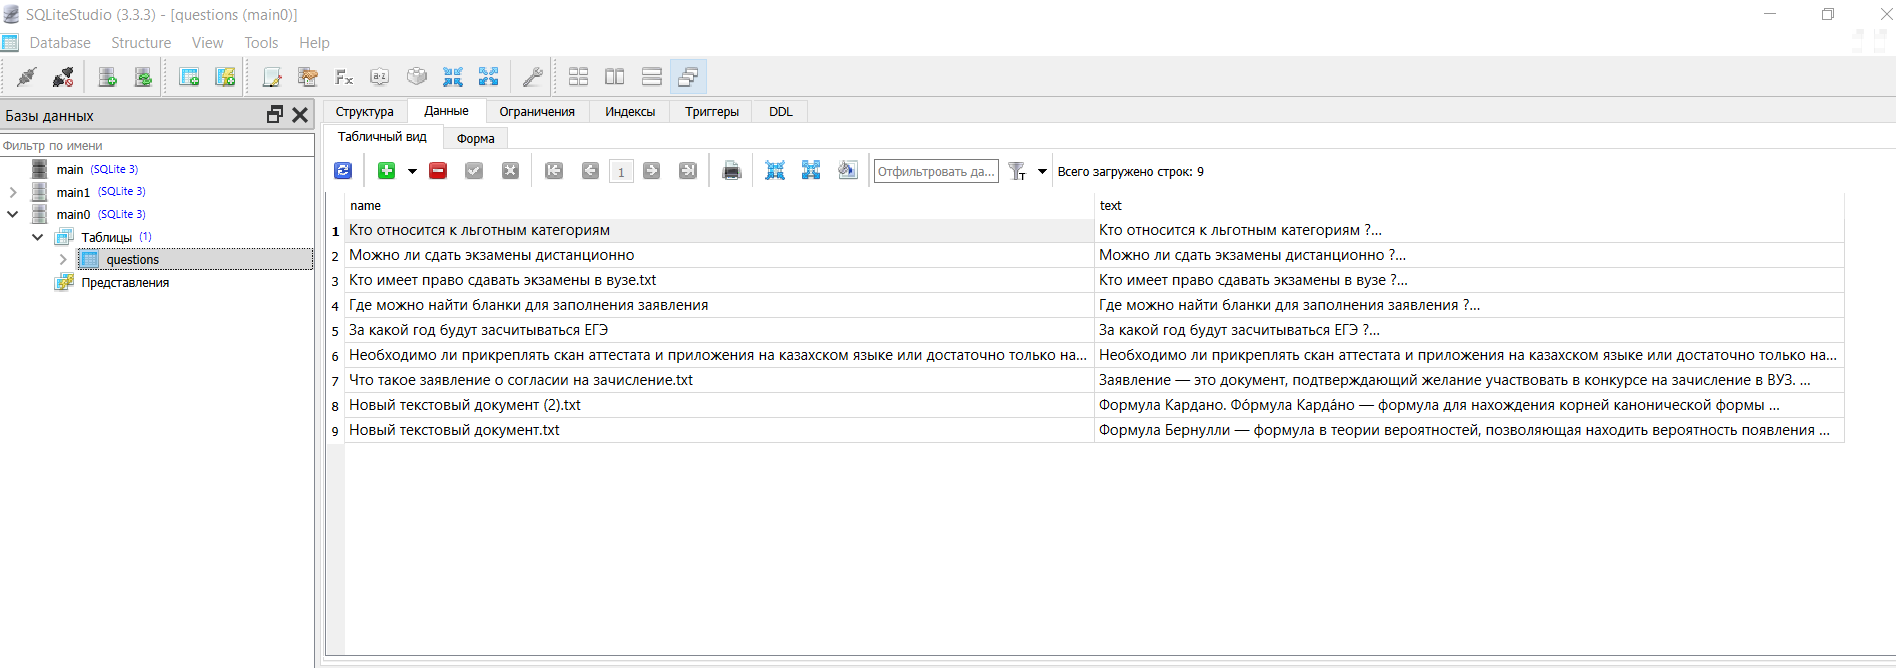 SQLiteStudio (3.3.3) - [questions (main0)]
Database Structure View Tools Help
Базы данных
Фильтр по имени
main (SQLite 3)
main1 (SQLite 3)
main0 (SQLite 3)
Таблицы (1)
questions
Представления
Структура Данные Ограничения Индексы Триггеры DDL
Табличный вид Форма
1 Отфильтровать да... Всего загружено строк: 9
name text
1 Кто относится к льготным категориям Кто относится к льготным категориям ?...
2 Можно ли сдать экзамены дистанционно Можно ли сдать экзамены дистанционно ?...
3 Кто имеет право сдавать экзамены в вузе.txt Кто имеет право сдавать экзамены в вузе ?...
4 Где можно найти бланки для заполнения заявления Где можно найти бланки для заполнения заявления ?...
5 За какой год будут засчитываться ЕГЭ За какой год будут засчитываться ЕГЭ ?...
6 Необходимо ли прикреплять скан аттестата и приложения на казахском языке или достаточно только на... Необходимо ли прикреплять скан аттестата и приложения на казахском языке или достаточно только на...
7 Что такое заявление о согласии на зачисление.txt Заявление — это документ, подтверждающий желание участвовать в конкурсе на зачисление в ВУЗ. ...
8 Новый текстовый документ (2).txt Формула Кардано. Фо́рмула Карда́но — формула для нахождения корней канонической формы ...
9 Новый текстовый документ.txt Формула Бернулли — формула в теории вероятностей, позволяющая находить вероятность появления ...